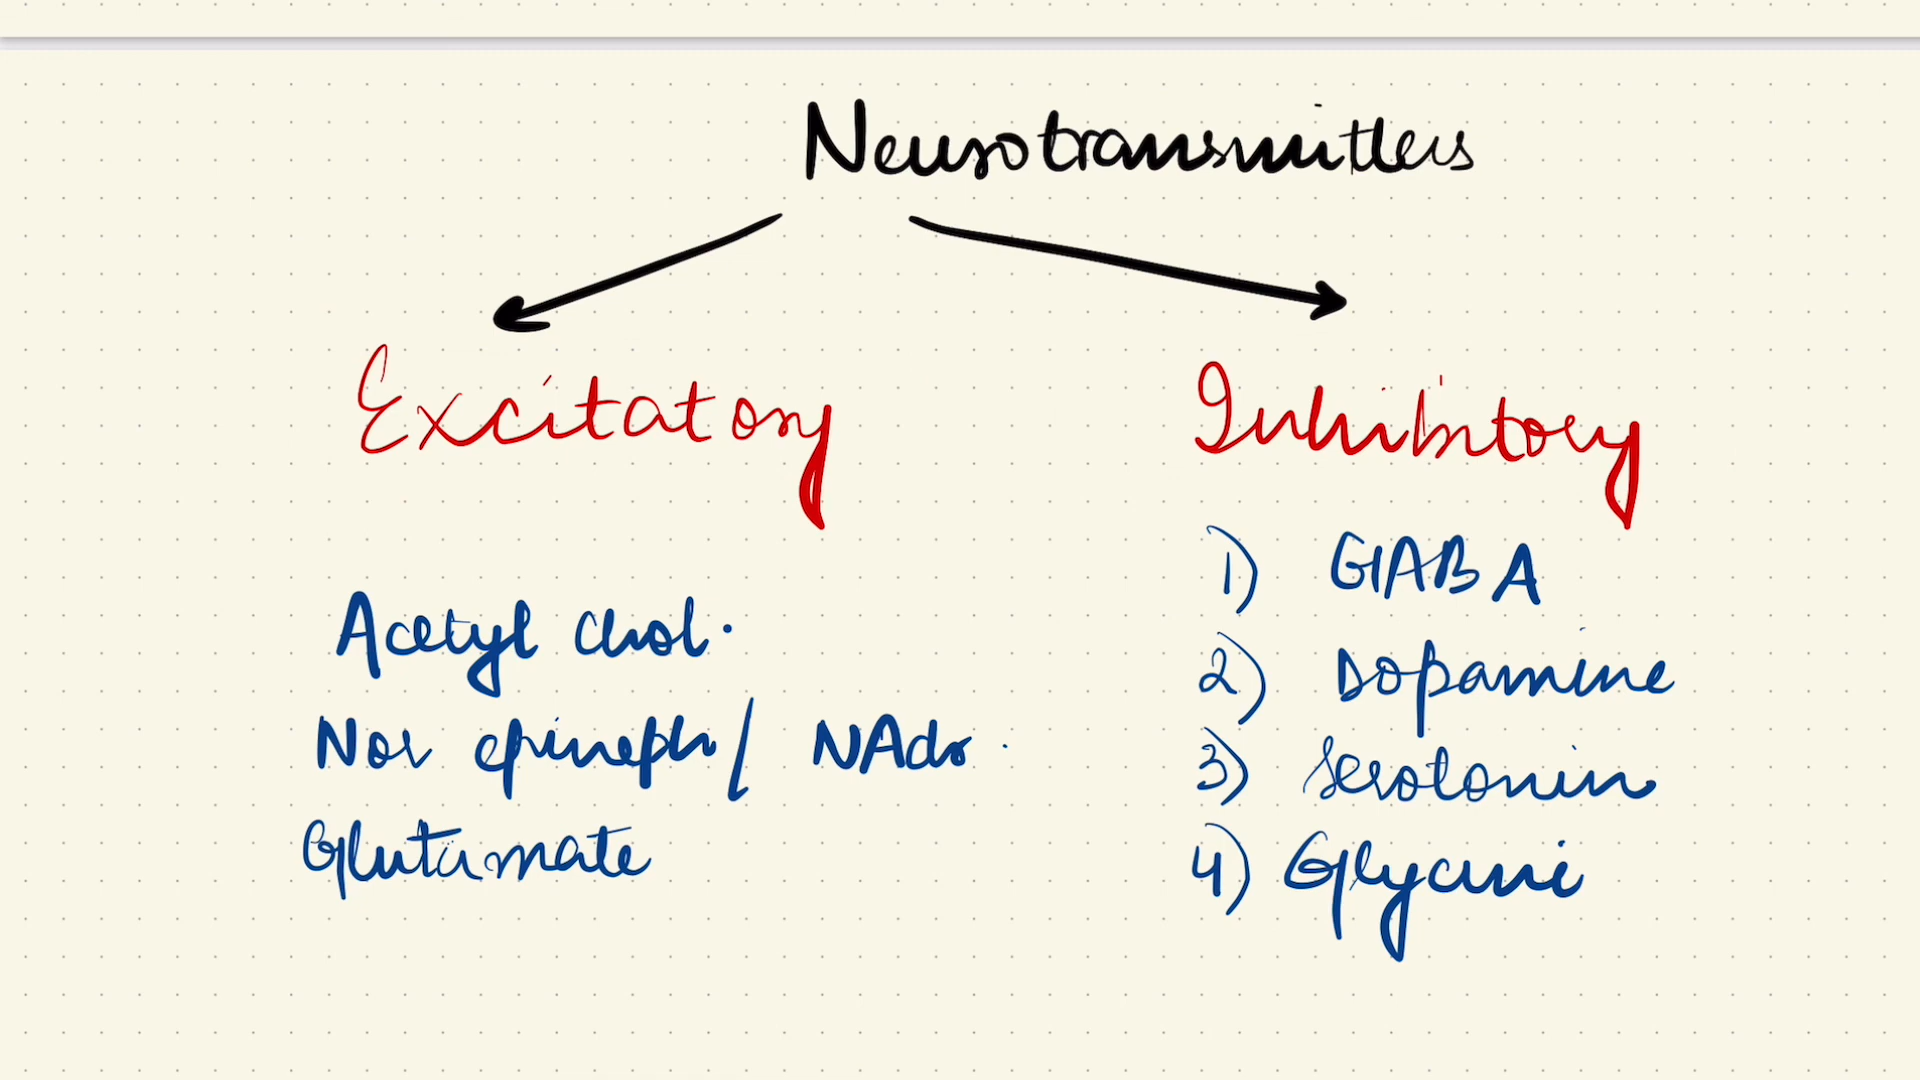 Neurotransmitters
Excitatory
Inhibitory
Acetyl chol.
Nor epineph/ NAdr.
Glutamate
1) GABA
2) Dopamine
3) Serotonin
4) Glycine